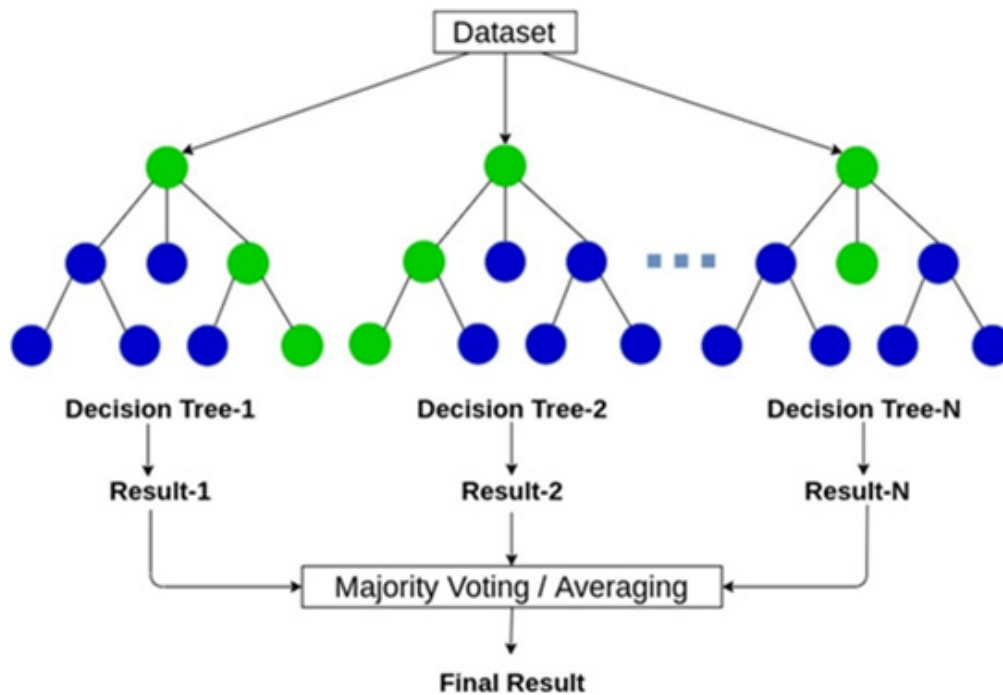 Dataset
Decision Tree-1
Decision Tree-2
Decision Tree-N
Result-1
Result-2
Result-N
Majority Voting / Averaging
Final Result